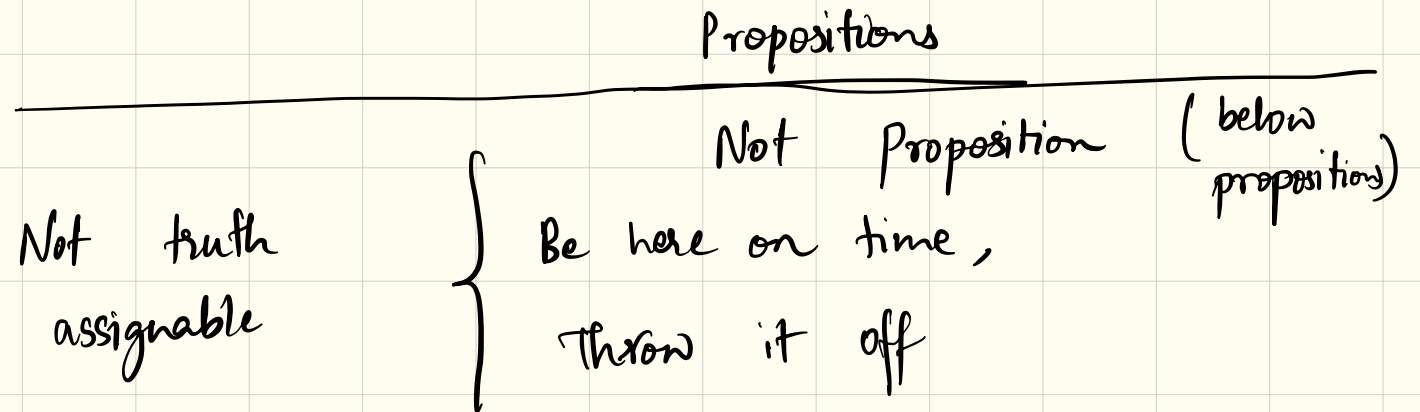 Propositions
Not Proposition (below
propositions)
Not truth
assignable
Be here on time,
Throw it off